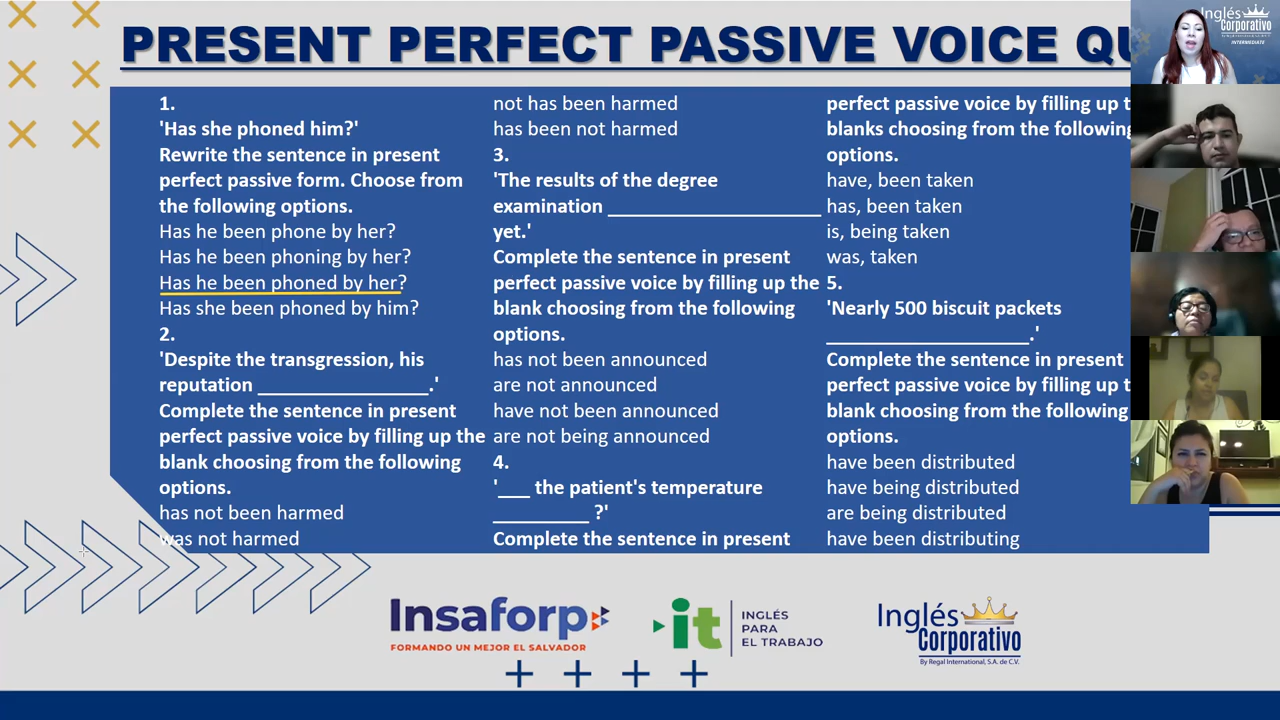 PRESENT PERFECT PASSIVE VOICE QU
1.
'Has she phoned him?'
Rewrite the sentence in present
perfect passive form. Choose from
the following options.
Has he been phone by her?
Has he been phoning by her?
Has he been phoned by her?
Has she been phoned by him?
2.
'Despite the transgression, his
reputation ________________.'
Complete the sentence in present
perfect passive voice by filling up the
blank choosing from the following
options.
has not been harmed
was not harmed
not has been harmed
has been not harmed
3.
'The results of the degree
examination ____________________
yet.'
Complete the sentence in present
perfect passive voice by filling up the
blank choosing from the following
options.
has not been announced
are not announced
have not been announced
are not being announced
4.
'___ the patient's temperature
_________ ?'
Complete the sentence in present
perfect passive voice by filling up t
blanks choosing from the following
options.
have, been taken
has, been taken
is, being taken
was, taken
5.
'Nearly 500 biscuit packets
___________________.'
Complete the sentence in present
perfect passive voice by filling up t
blank choosing from the following
options.
have been distributed
have being distributed
are being distributed
have been distributing
Inglés
Corporativo
INTERMEDIATE
Insaforp
FORMANDO UN MEJOR EL SALVADOR
it
INGLÉS
PARA
EL TRABAJO
Inglés
Corporativo
By Regal International, S.A. de C.V.